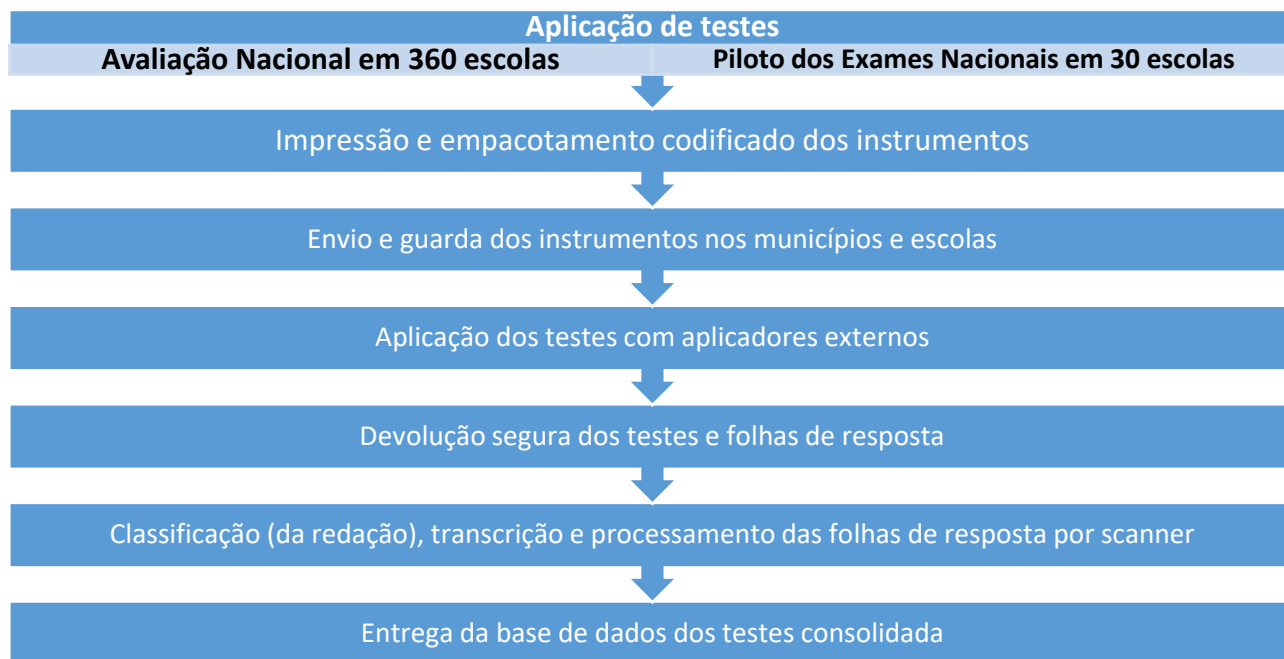 Aplicação de testes
Avaliação Nacional em 360 escolas
Piloto dos Exames Nacionais em 30 escolas
Impressão e empacotamento codificado dos instrumentos
Envio e guarda dos instrumentos nos municípios e escolas
Aplicação dos testes com aplicadores externos
Devolução segura dos testes e folhas de resposta
Classificação (da redação), transcrição e processamento das folhas de resposta por scanner
Entrega da base de dados dos testes consolidada